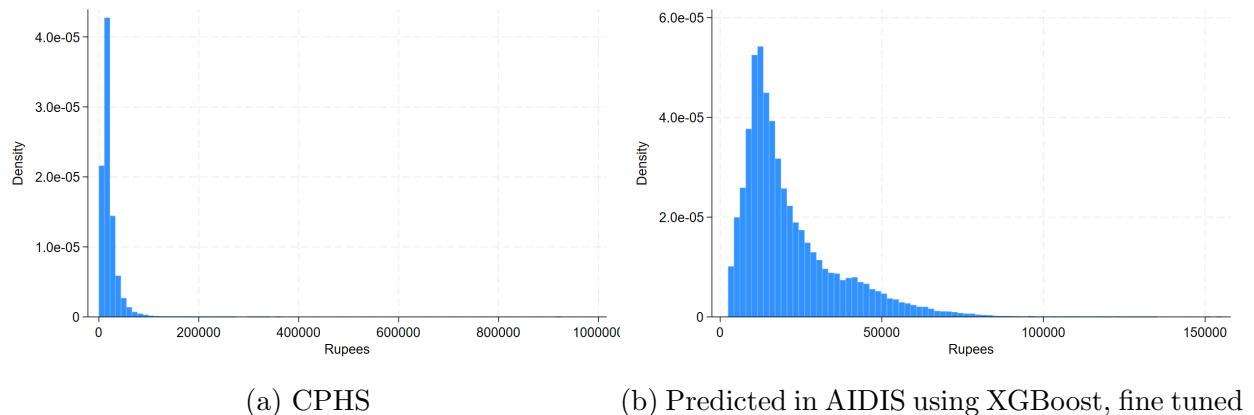 4.0e-05
3.0e-05
2.0e-05
1.0e-05
0
Density
0 200000 400000 600000 800000 100000
Rupees
6.0e-05
4.0e-05
2.0e-05
0
Density
0 50000 100000 150000
Rupees
(a) CPHS
(b) Predicted in AIDIS using XGBoost, fine tuned